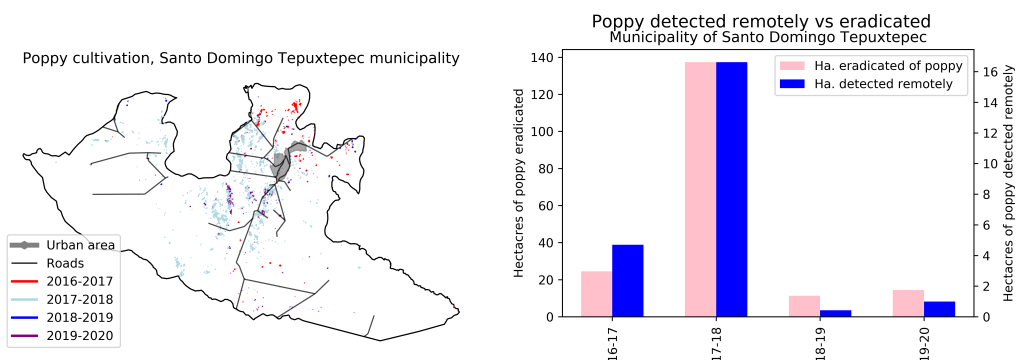 Poppy cultivation, Santo Domingo Tepuxtepec municipality
Urban area
Roads
2016-2017
2017-2018
2018-2019
2019-2020
Poppy detected remotely vs eradicated
Municipality of Santo Domingo Tepuxtepec
Ha. eradicated of poppy
Ha. detected remotely
Hectacres of poppy eradicated
140
120
100
80
60
40
20
0
16
14
12
10
8
6
4
2
0
Hectacres of poppy detected remotely
16-17
17-18
18-19
19-20